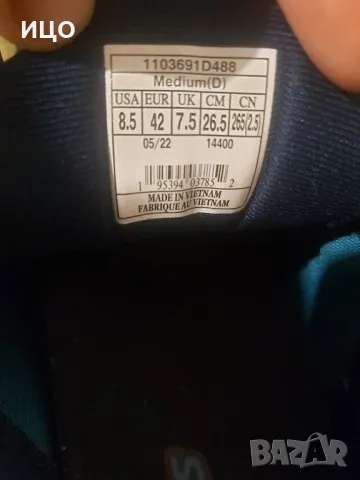 ИЦО
1103691D488
Medium(D)
USA EUR UK CM CN
8.5 42 7.5 26.5 265(2.5)
05/22 14400
1 95394 03785 2
MADE IN VIETNAM
FABRIQUE AU VIETNAM
S
bazar